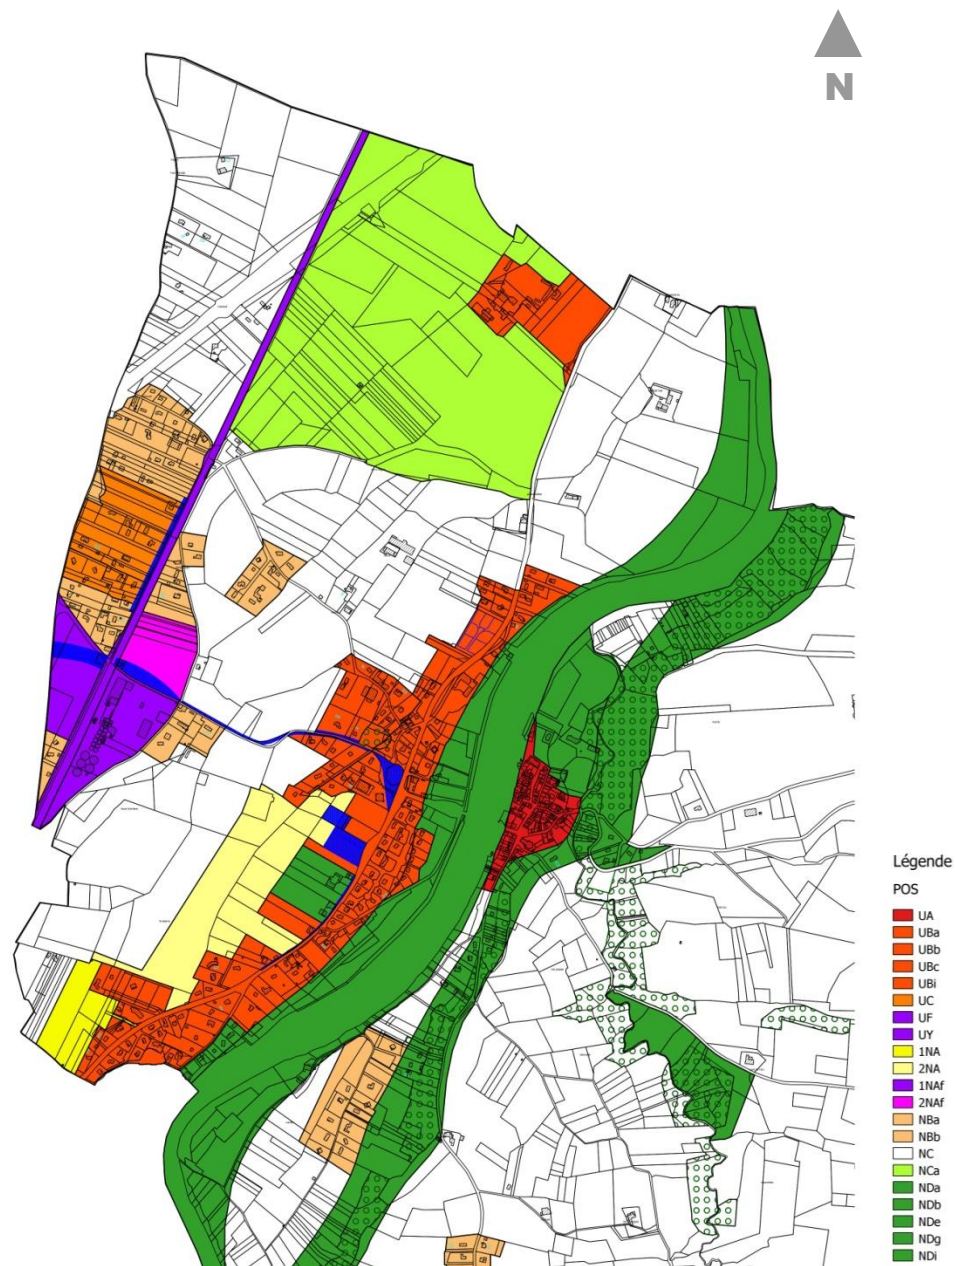 N
Légende
POS
UA
UBa
UBb
UBc
UBi
UC
UF
UY
1NA
2NA
1NAf
2NAf
NBa
NBb
NC
NCa
NDa
NDb
NDe
NDg
NDi